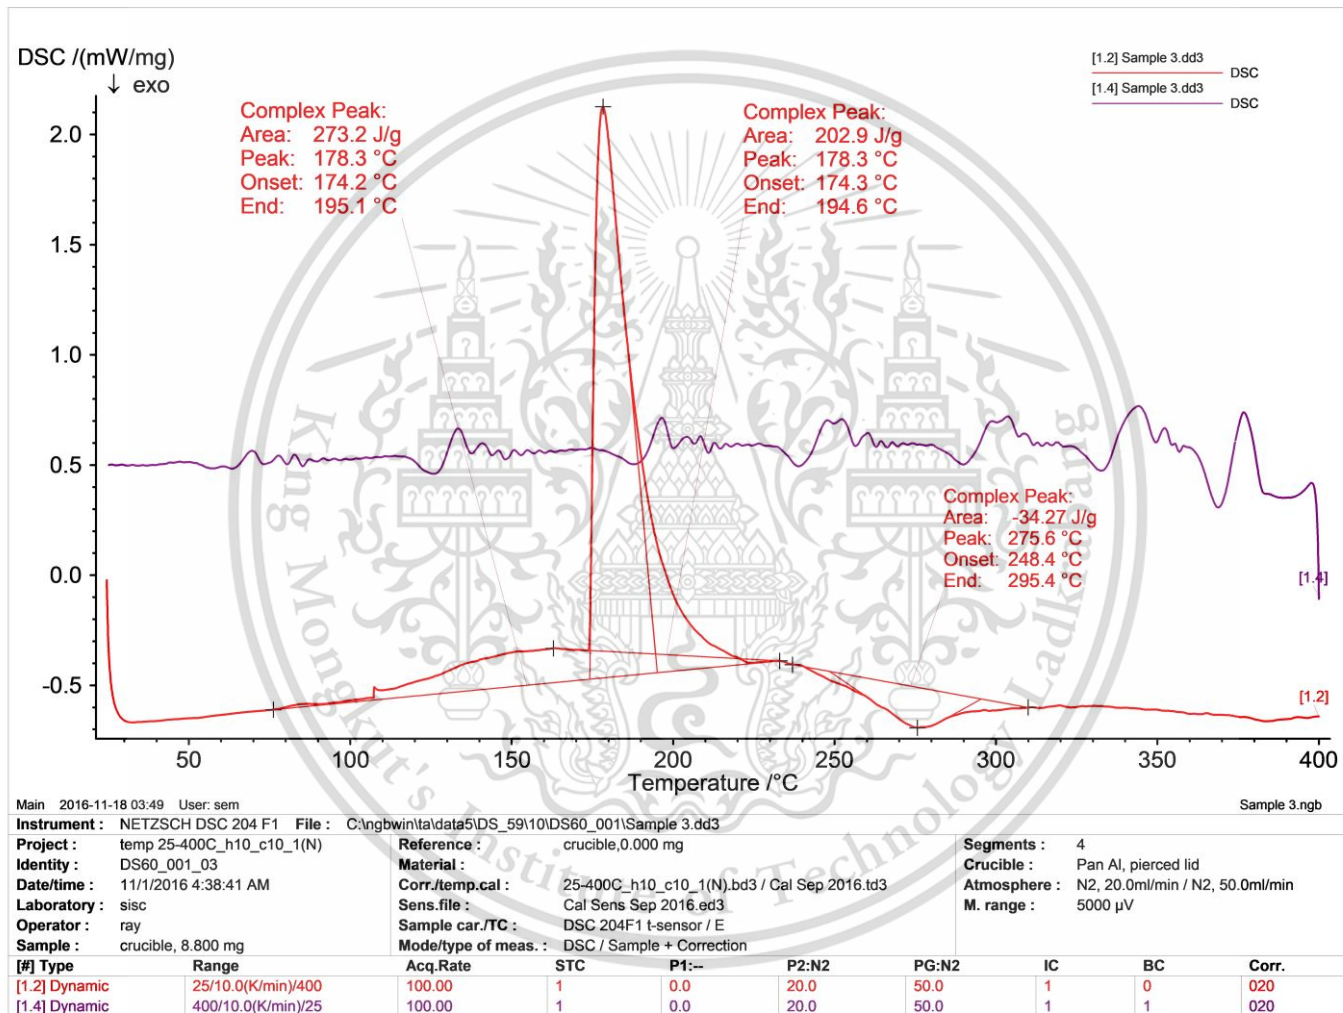 DSC /(mW/mg)
↓ exo
[1.2] Sample 3.dd3
DSC
[1.4] Sample 3.dd3
DSC
Complex Peak:
Area: 273.2 J/g
Peak: 178.3 °C
Onset: 174.2 °C
End: 195.1 °C
Complex Peak:
Area: 202.9 J/g
Peak: 178.3 °C
Onset: 174.3 °C
End: 194.6 °C
Complex Peak:
Area: -34.27 J/g
Peak: 275.6 °C
Onset: 248.4 °C
End: 295.4 °C
2.0
1.5
1.0
0.5
0.0
-0.5
[1.4]
[1.2]
50 100 150 200 250 300 350 400
Temperature /°C
King Mongkut's Institute of Technology Ladkrabang
Main 2016-11-18 03:49 User: sem Sample 3.ngb
Instrument : NETZSCH DSC 204 F1 File : C:\ngbwin\ta\data5\DS_59\10\DS60_001\Sample 3.dd3
Project : temp 25-400C_h10_c10_1(N) Reference : crucible,0.000 mg Segments : 4
Identity : DS60_001_03 Material : Crucible : Pan Al, pierced lid
Date/time : 11/1/2016 4:38:41 AM Corr./temp.cal : 25-400C_h10_c10_1(N).bd3 / Cal Sep 2016.td3 Atmosphere : N2, 20.0ml/min / N2, 50.0ml/min
Laboratory : sisc Sens.file : Cal Sens Sep 2016.ed3 M. range : 5000 µV
Operator : ray Sample car./TC : DSC 204F1 t-sensor / E
Sample : crucible, 8.800 mg Mode/type of meas. : DSC / Sample + Correction
[#] Type Range Acq.Rate STC P1:-- P2:N2 PG:N2 IC BC Corr.
[1.2] Dynamic 25/10.0(K/min)/400 100.00 1 0.0 20.0 50.0 1 0 020
[1.4] Dynamic 400/10.0(K/min)/25 100.00 1 0.0 20.0 50.0 1 1 020